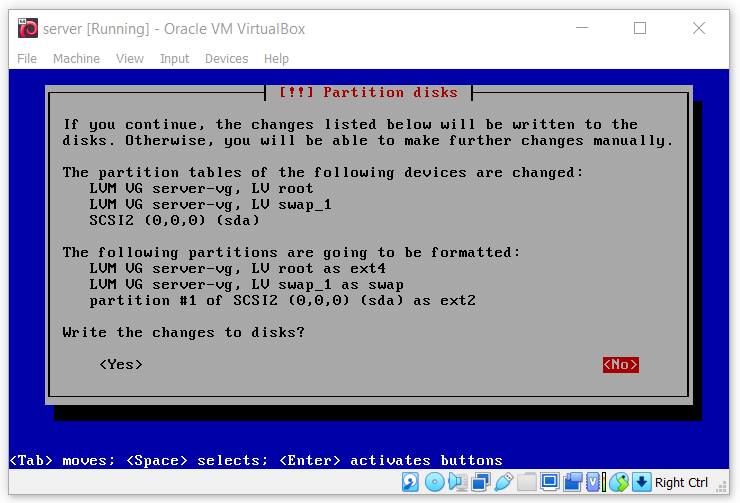 server [Running] - Oracle VM VirtualBox
File Machine View Input Devices Help
[!!] Partition disks
If you continue, the changes listed below will be written to the
disks. Otherwise, you will be able to make further changes manually.
The partition tables of the following devices are changed:
LVM VG server-vg, LV root
LVM VG server-vg, LV swap_1
SCSI2 (0,0,0) (sda)
The following partitions are going to be formatted:
LVM VG server-vg, LV root as ext4
LVM VG server-vg, LV swap_1 as swap
partition #1 of SCSI2 (0,0,0) (sda) as ext2
Write the changes to disks?
<Yes> <No>
<Tab> moves; <Space> selects; <Enter> activates buttons
Right Ctrl